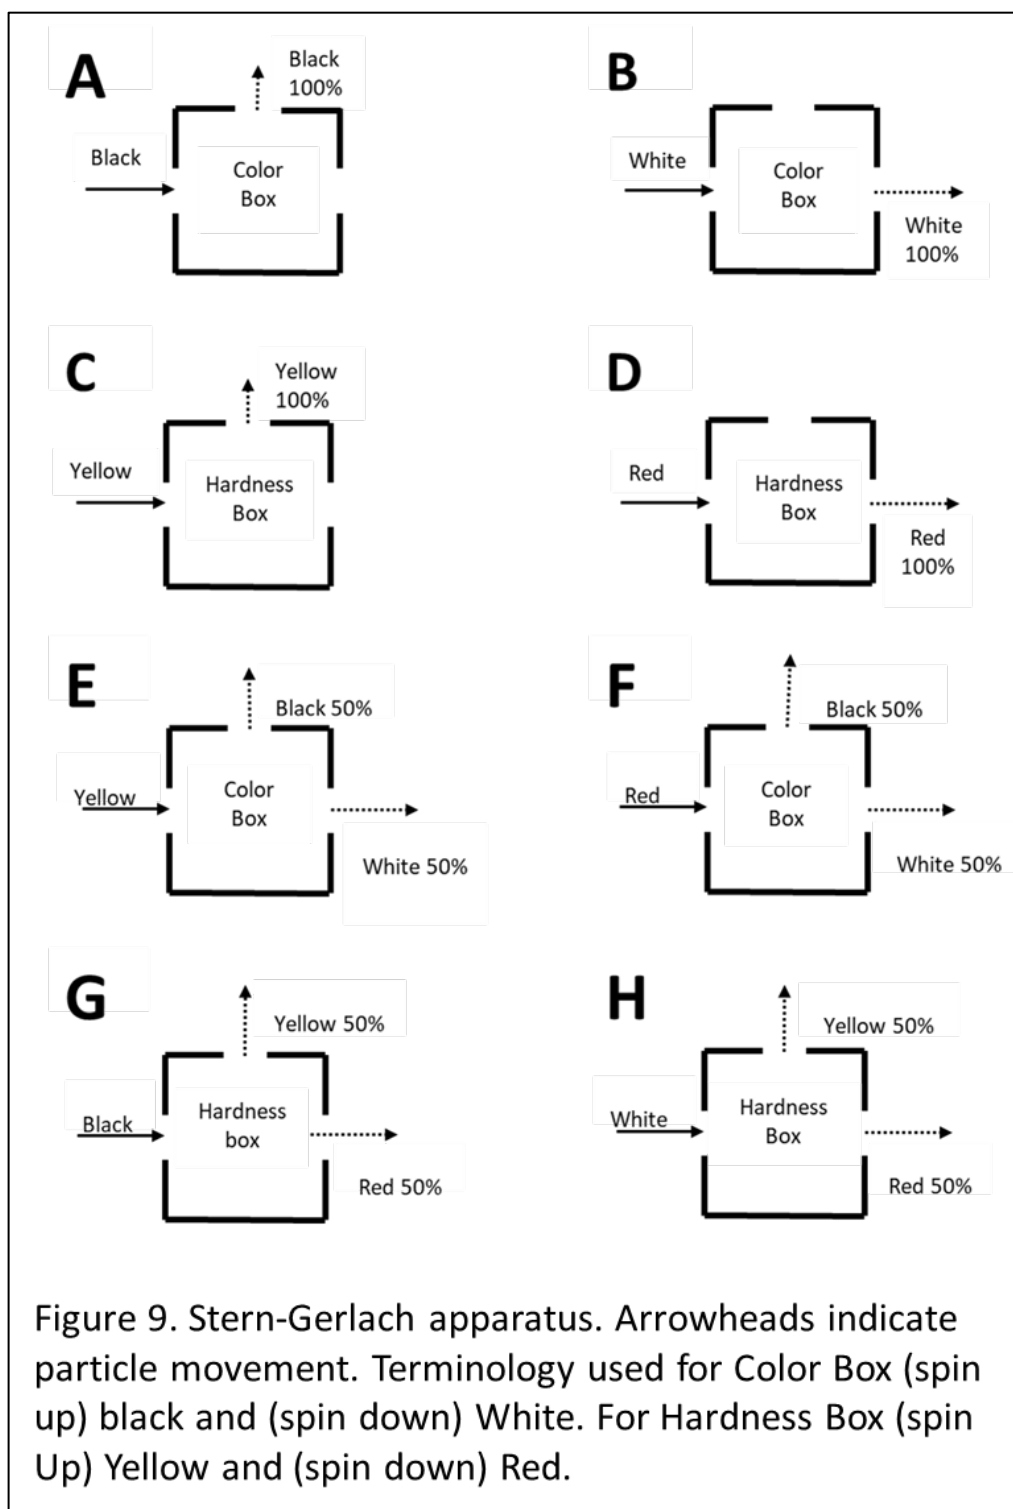 A
Black
100%
Black
Color
Box
B
White
Color
Box
White
100%
C
Yellow
100%
Yellow
Hardness
Box
D
Red
Hardness
Box
Red
100%
E
Black 50%
Yellow
Color
Box
White 50%
F
Black 50%
Red
Color
Box
White 50%
G
Yellow 50%
Black
Hardness
box
Red 50%
H
Yellow 50%
White
Hardness
Box
Red 50%
Figure 9. Stern-Gerlach apparatus. Arrowheads indicate
particle movement. Terminology used for Color Box (spin
up) black and (spin down) White. For Hardness Box (spin
Up) Yellow and (spin down) Red.